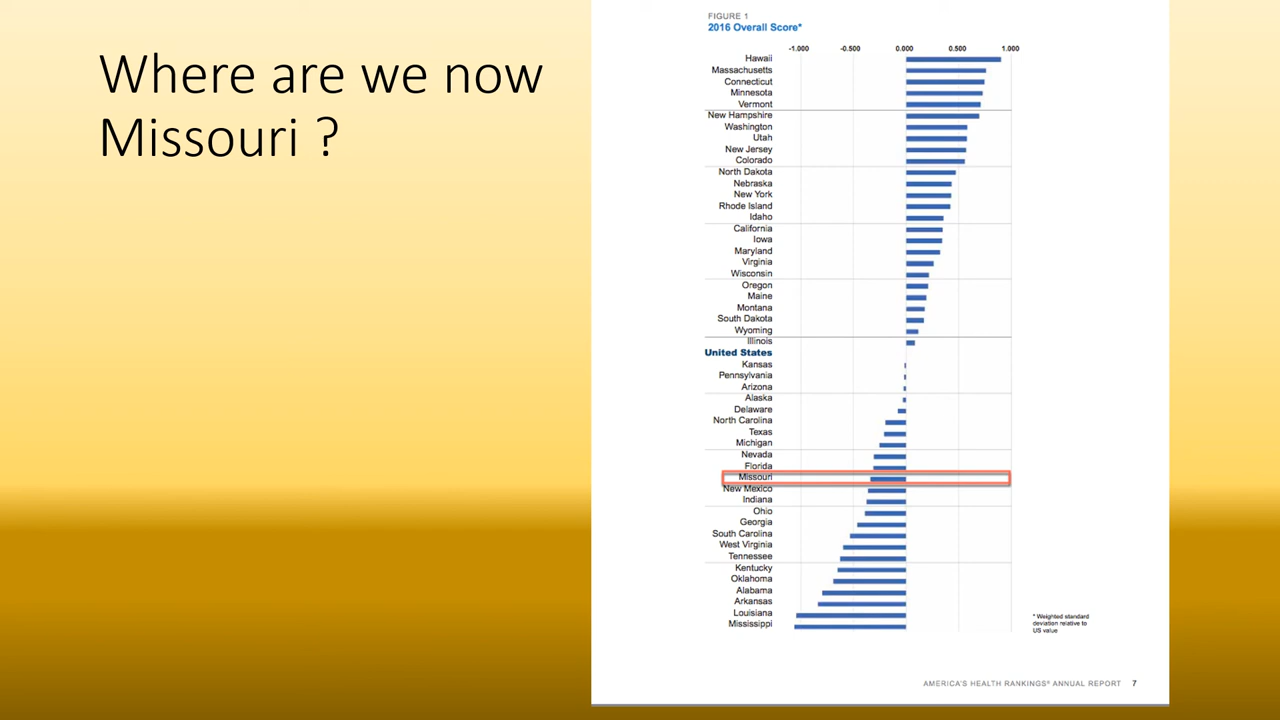 Where are we now
Missouri ?
FIGURE 1
2016 Overall Score*
-1.000 -0.500 0.000 0.500 1.000
Hawaii
Massachusetts
Connecticut
Minnesota
Vermont
New Hampshire
Washington
Utah
New Jersey
Colorado
North Dakota
Nebraska
New York
Rhode Island
Idaho
California
Iowa
Maryland
Virginia
Wisconsin
Oregon
Maine
Montana
South Dakota
Wyoming
Illinois
United States
Kansas
Pennsylvania
Arizona
Alaska
Delaware
North Carolina
Texas
Michigan
Nevada
Florida
Missouri
New Mexico
Indiana
Ohio
Georgia
South Carolina
West Virginia
Tennessee
Kentucky
Oklahoma
Alabama
Arkansas
Louisiana
Mississippi
* Weighted standard
deviation relative to
US value
AMERICA'S HEALTH RANKINGS® ANNUAL REPORT 7